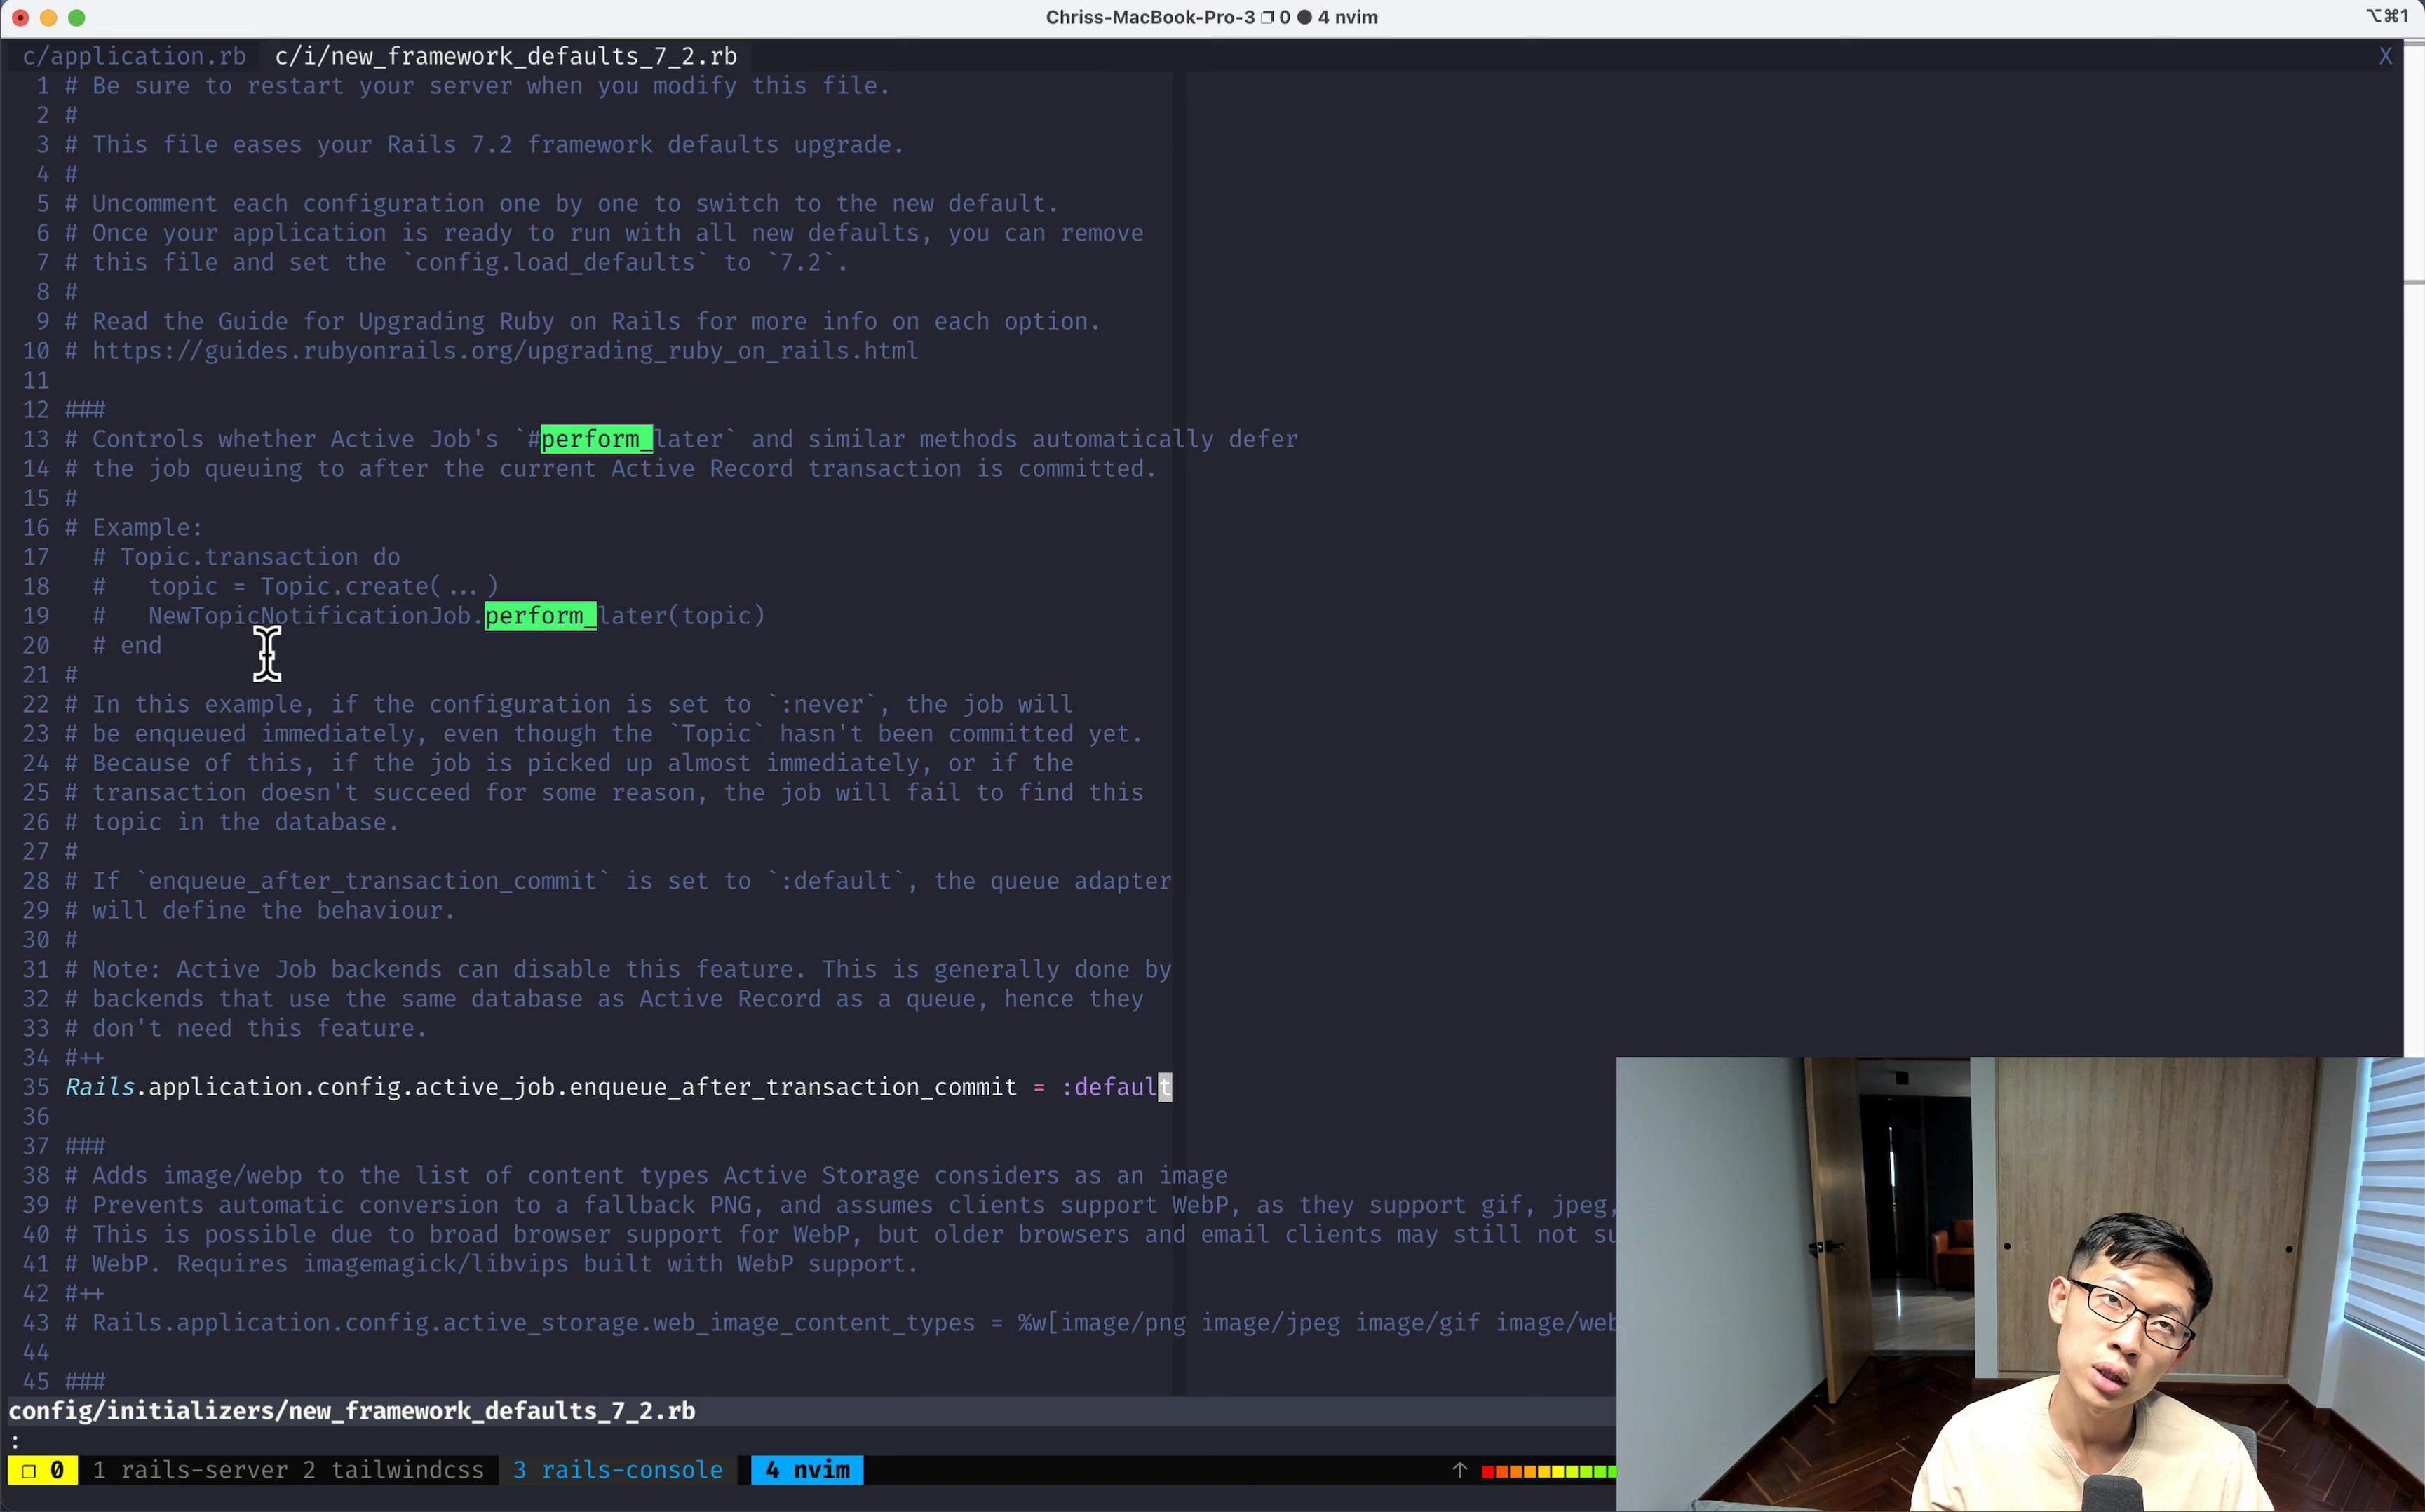 Chriss-MacBook-Pro-3 ❐ 0 ● 4 nvim
⌥⌘1
c/application.rb c/i/new_framework_defaults_7_2.rb X
1 # Be sure to restart your server when you modify this file.
2 #
3 # This file eases your Rails 7.2 framework defaults upgrade.
4 #
5 # Uncomment each configuration one by one to switch to the new default.
6 # Once your application is ready to run with all new defaults, you can remove
7 # this file and set the `config.load_defaults` to `7.2`.
8 #
9 # Read the Guide for Upgrading Ruby on Rails for more info on each option.
10 # https://guides.rubyonrails.org/upgrading_ruby_on_rails.html
11
12 ###
13 # Controls whether Active Job's `#perform_later` and similar methods automatically defer
14 # the job queuing to after the current Active Record transaction is committed.
15 #
16 # Example:
17   # Topic.transaction do
18   #   topic = Topic.create(...)
19   #   NewTopicNotificationJob.perform_later(topic)
20   # end
21 #
22 # In this example, if the configuration is set to `:never`, the job will
23 # be enqueued immediately, even though the `Topic` hasn't been committed yet.
24 # Because of this, if the job is picked up almost immediately, or if the
25 # transaction doesn't succeed for some reason, the job will fail to find this
26 # topic in the database.
27 #
28 # If `enqueue_after_transaction_commit` is set to `:default`, the queue adapter
29 # will define the behaviour.
30 #
31 # Note: Active Job backends can disable this feature. This is generally done by
32 # backends that use the same database as Active Record as a queue, hence they
33 # don't need this feature.
34 #++
35 Rails.application.config.active_job.enqueue_after_transaction_commit = :default
36
37 ###
38 # Adds image/webp to the list of content types Active Storage considers as an image
39 # Prevents automatic conversion to a fallback PNG, and assumes clients support WebP, as they support gif, jpeg,
40 # This is possible due to broad browser support for WebP, but older browsers and email clients may still not su
41 # WebP. Requires imagemagick/libvips built with WebP support.
42 #++
43 # Rails.application.config.active_storage.web_image_content_types = %w[image/png image/jpeg image/gif image/web
44
45 ###
config/initializers/new_framework_defaults_7_2.rb
:
❐ 0 1 rails-server 2 tailwindcss 3 rails-console 4 nvim ↑